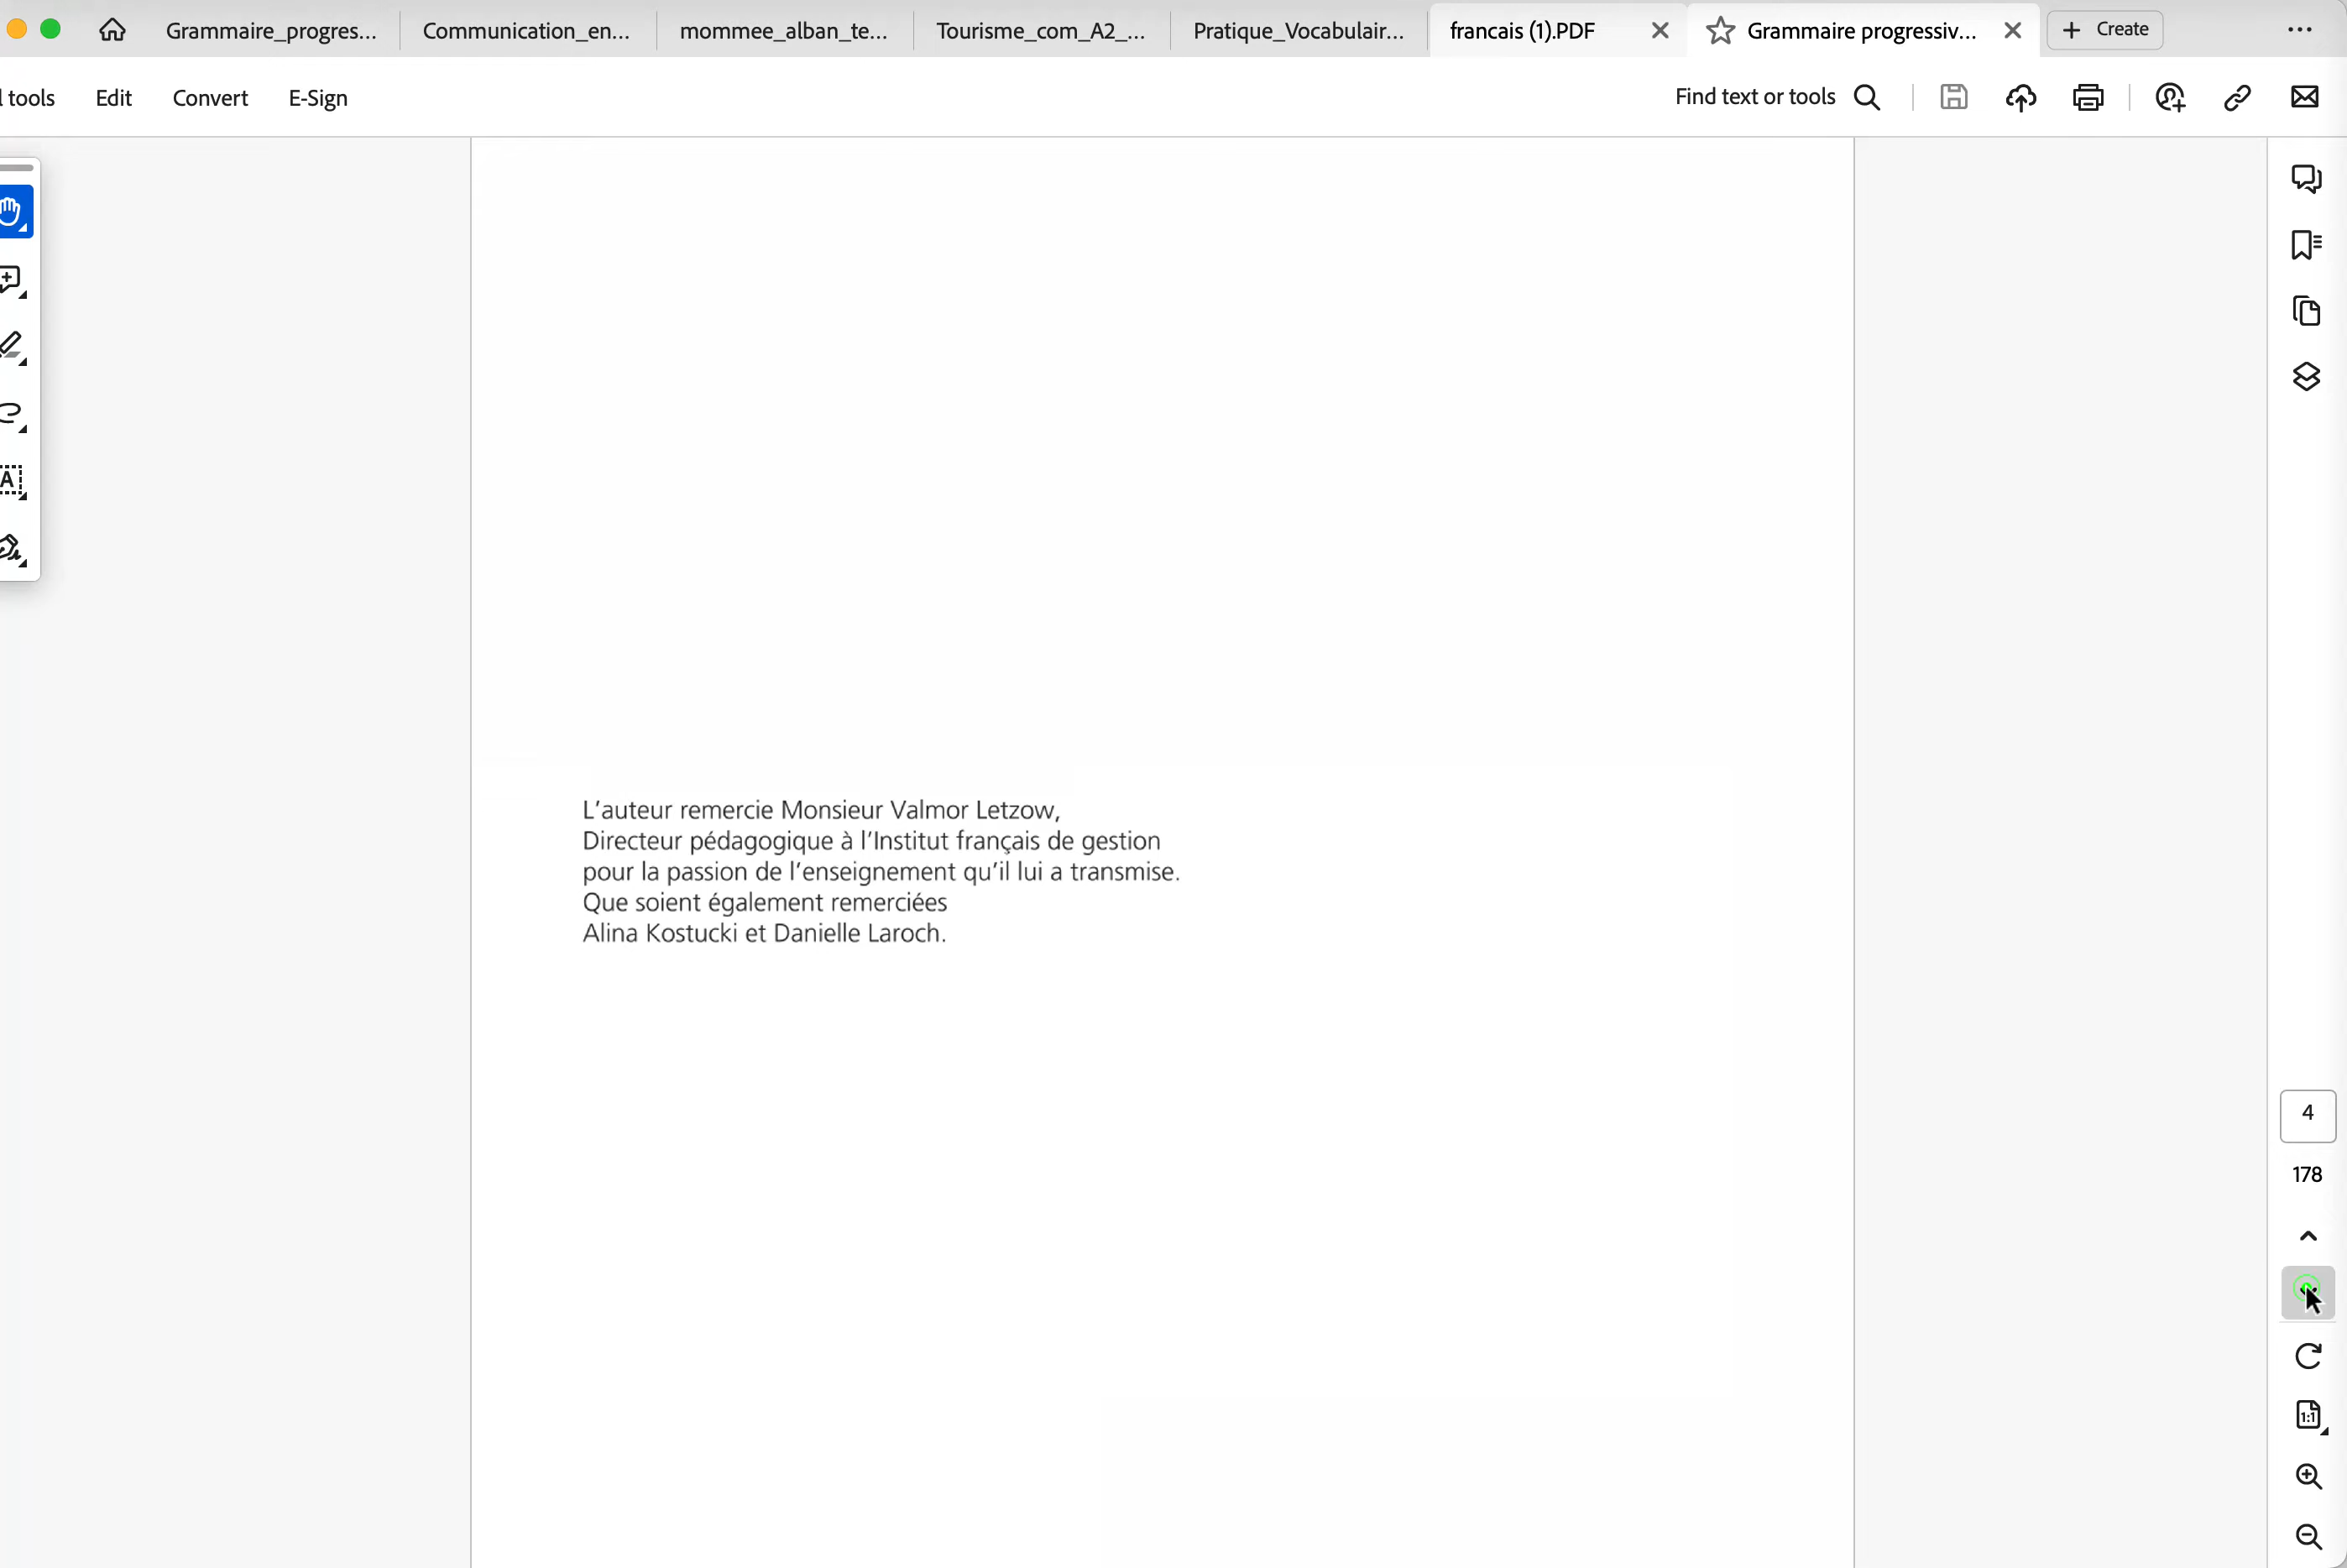 Grammaire_progres...
Communication_en...
mommee_alban_te...
Tourisme_com_A2_...
Pratique_Vocabulair...
francais (1).PDF
Grammaire progressiv...
Create
l tools
Edit
Convert
E-Sign
Find text or tools
L'auteur remercie Monsieur Valmor Letzow,
Directeur pédagogique à l'Institut français de gestion
pour la passion de l'enseignement qu'il lui a transmise.
Que soient également remerciées
Alina Kostucki et Danielle Laroch.
4
178
1:1